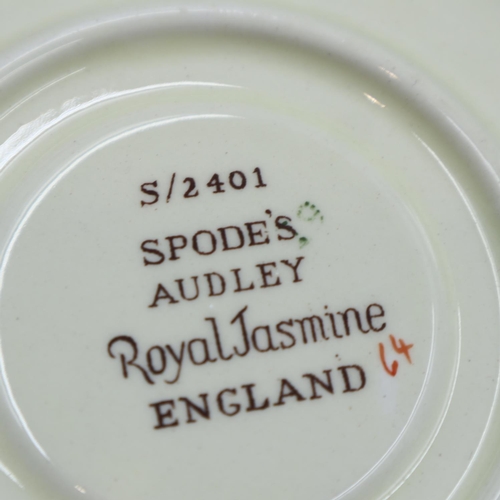 S/2401
SPODE'S
AUDLEY
Royal Jasmine
ENGLAND 64